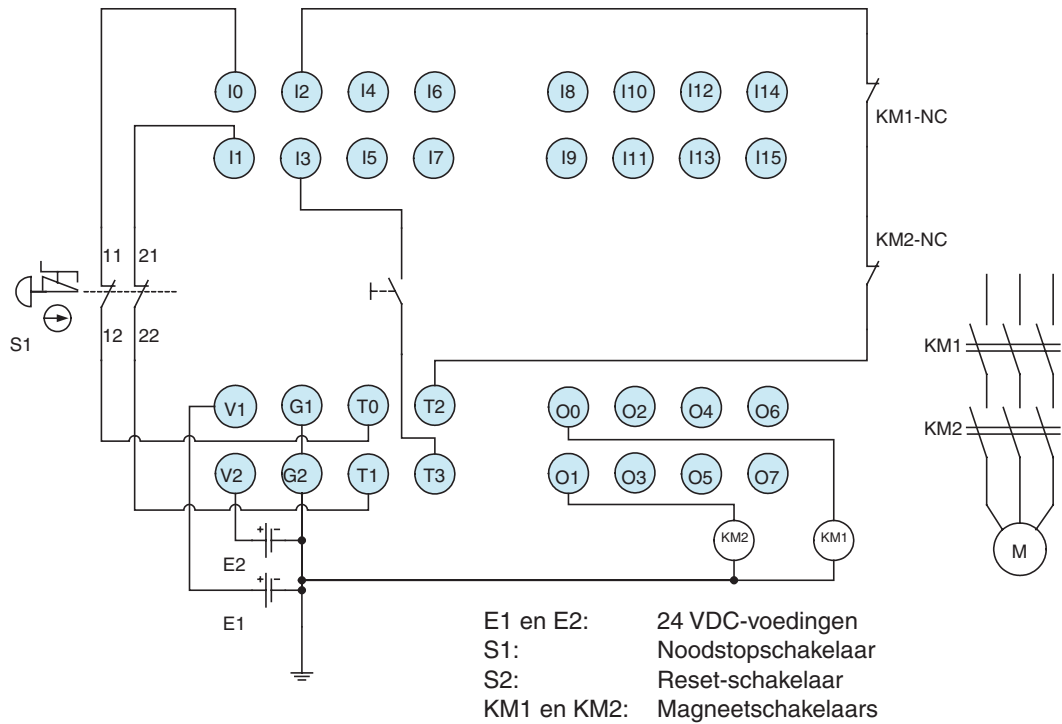 I0 I2 I4 I6 I8 I10 I12 I14
KM1-NC
I1 I3 I5 I7 I9 I11 I13 I15
KM2-NC
11 21
S1
12 22
KM1
V1 G1 T0 T2 O0 O2 O4 O6
KM2
V2 G2 T1 T3 O1 O3 O5 O7
+ -
E2
KM2 KM1
M
+ -
E1
E1 en E2: 24 VDC-voedingen
S1: Noodstopschakelaar
S2: Reset-schakelaar
KM1 en KM2: Magneetschakelaars